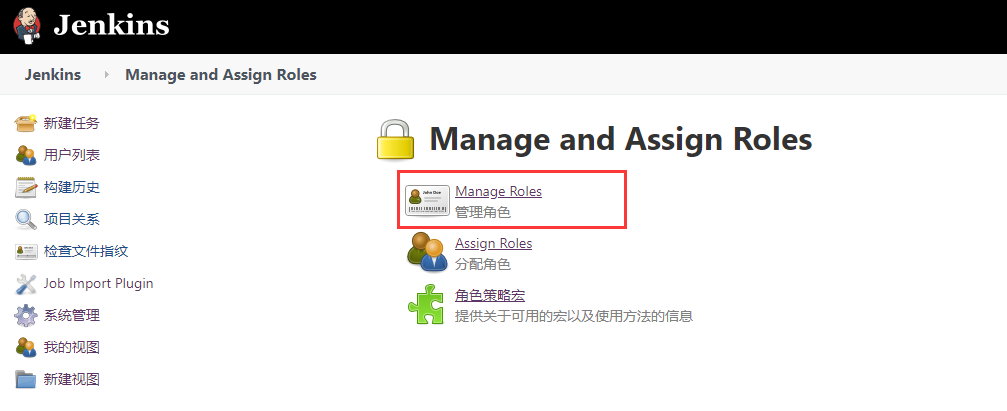 Jenkins
Jenkins Manage and Assign Roles
新建任务
用户列表
构建历史
项目关系
检查文件指纹
Job Import Plugin
系统管理
我的视图
新建视图
Manage and Assign Roles
John Doe
Manage Roles
管理角色
Assign Roles
分配角色
角色策略宏
提供关于可用的宏以及使用方法的信息